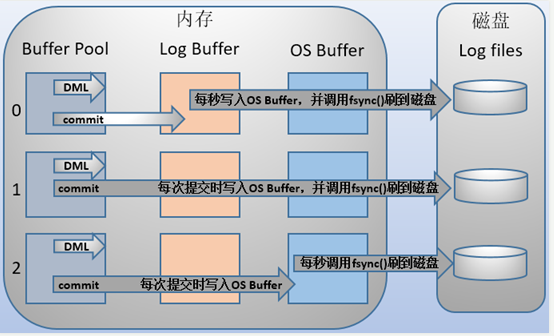 内存
磁盘
Buffer Pool
Log Buffer
OS Buffer
Log files
0
DML
commit
每秒写入OS Buffer，并调用fsync()刷到磁盘
1
DML
commit
每次提交时写入OS Buffer，并调用fsync()刷到磁盘
2
DML
每秒调用fsync()刷到磁盘
commit
每次提交时写入OS Buffer